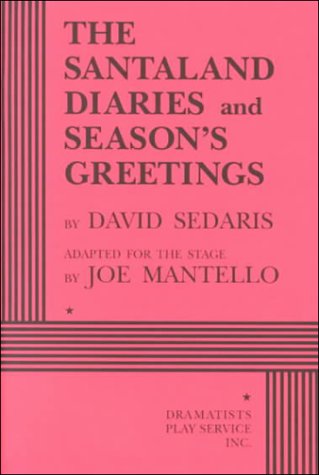 THE
SANTALAND
DIARIES and
SEASON'S
GREETINGS
BY DAVID SEDARIS
ADAPTED FOR THE STAGE
BY JOE MANTELLO
*
*
DRAMATISTS
PLAY SERVICE
INC.